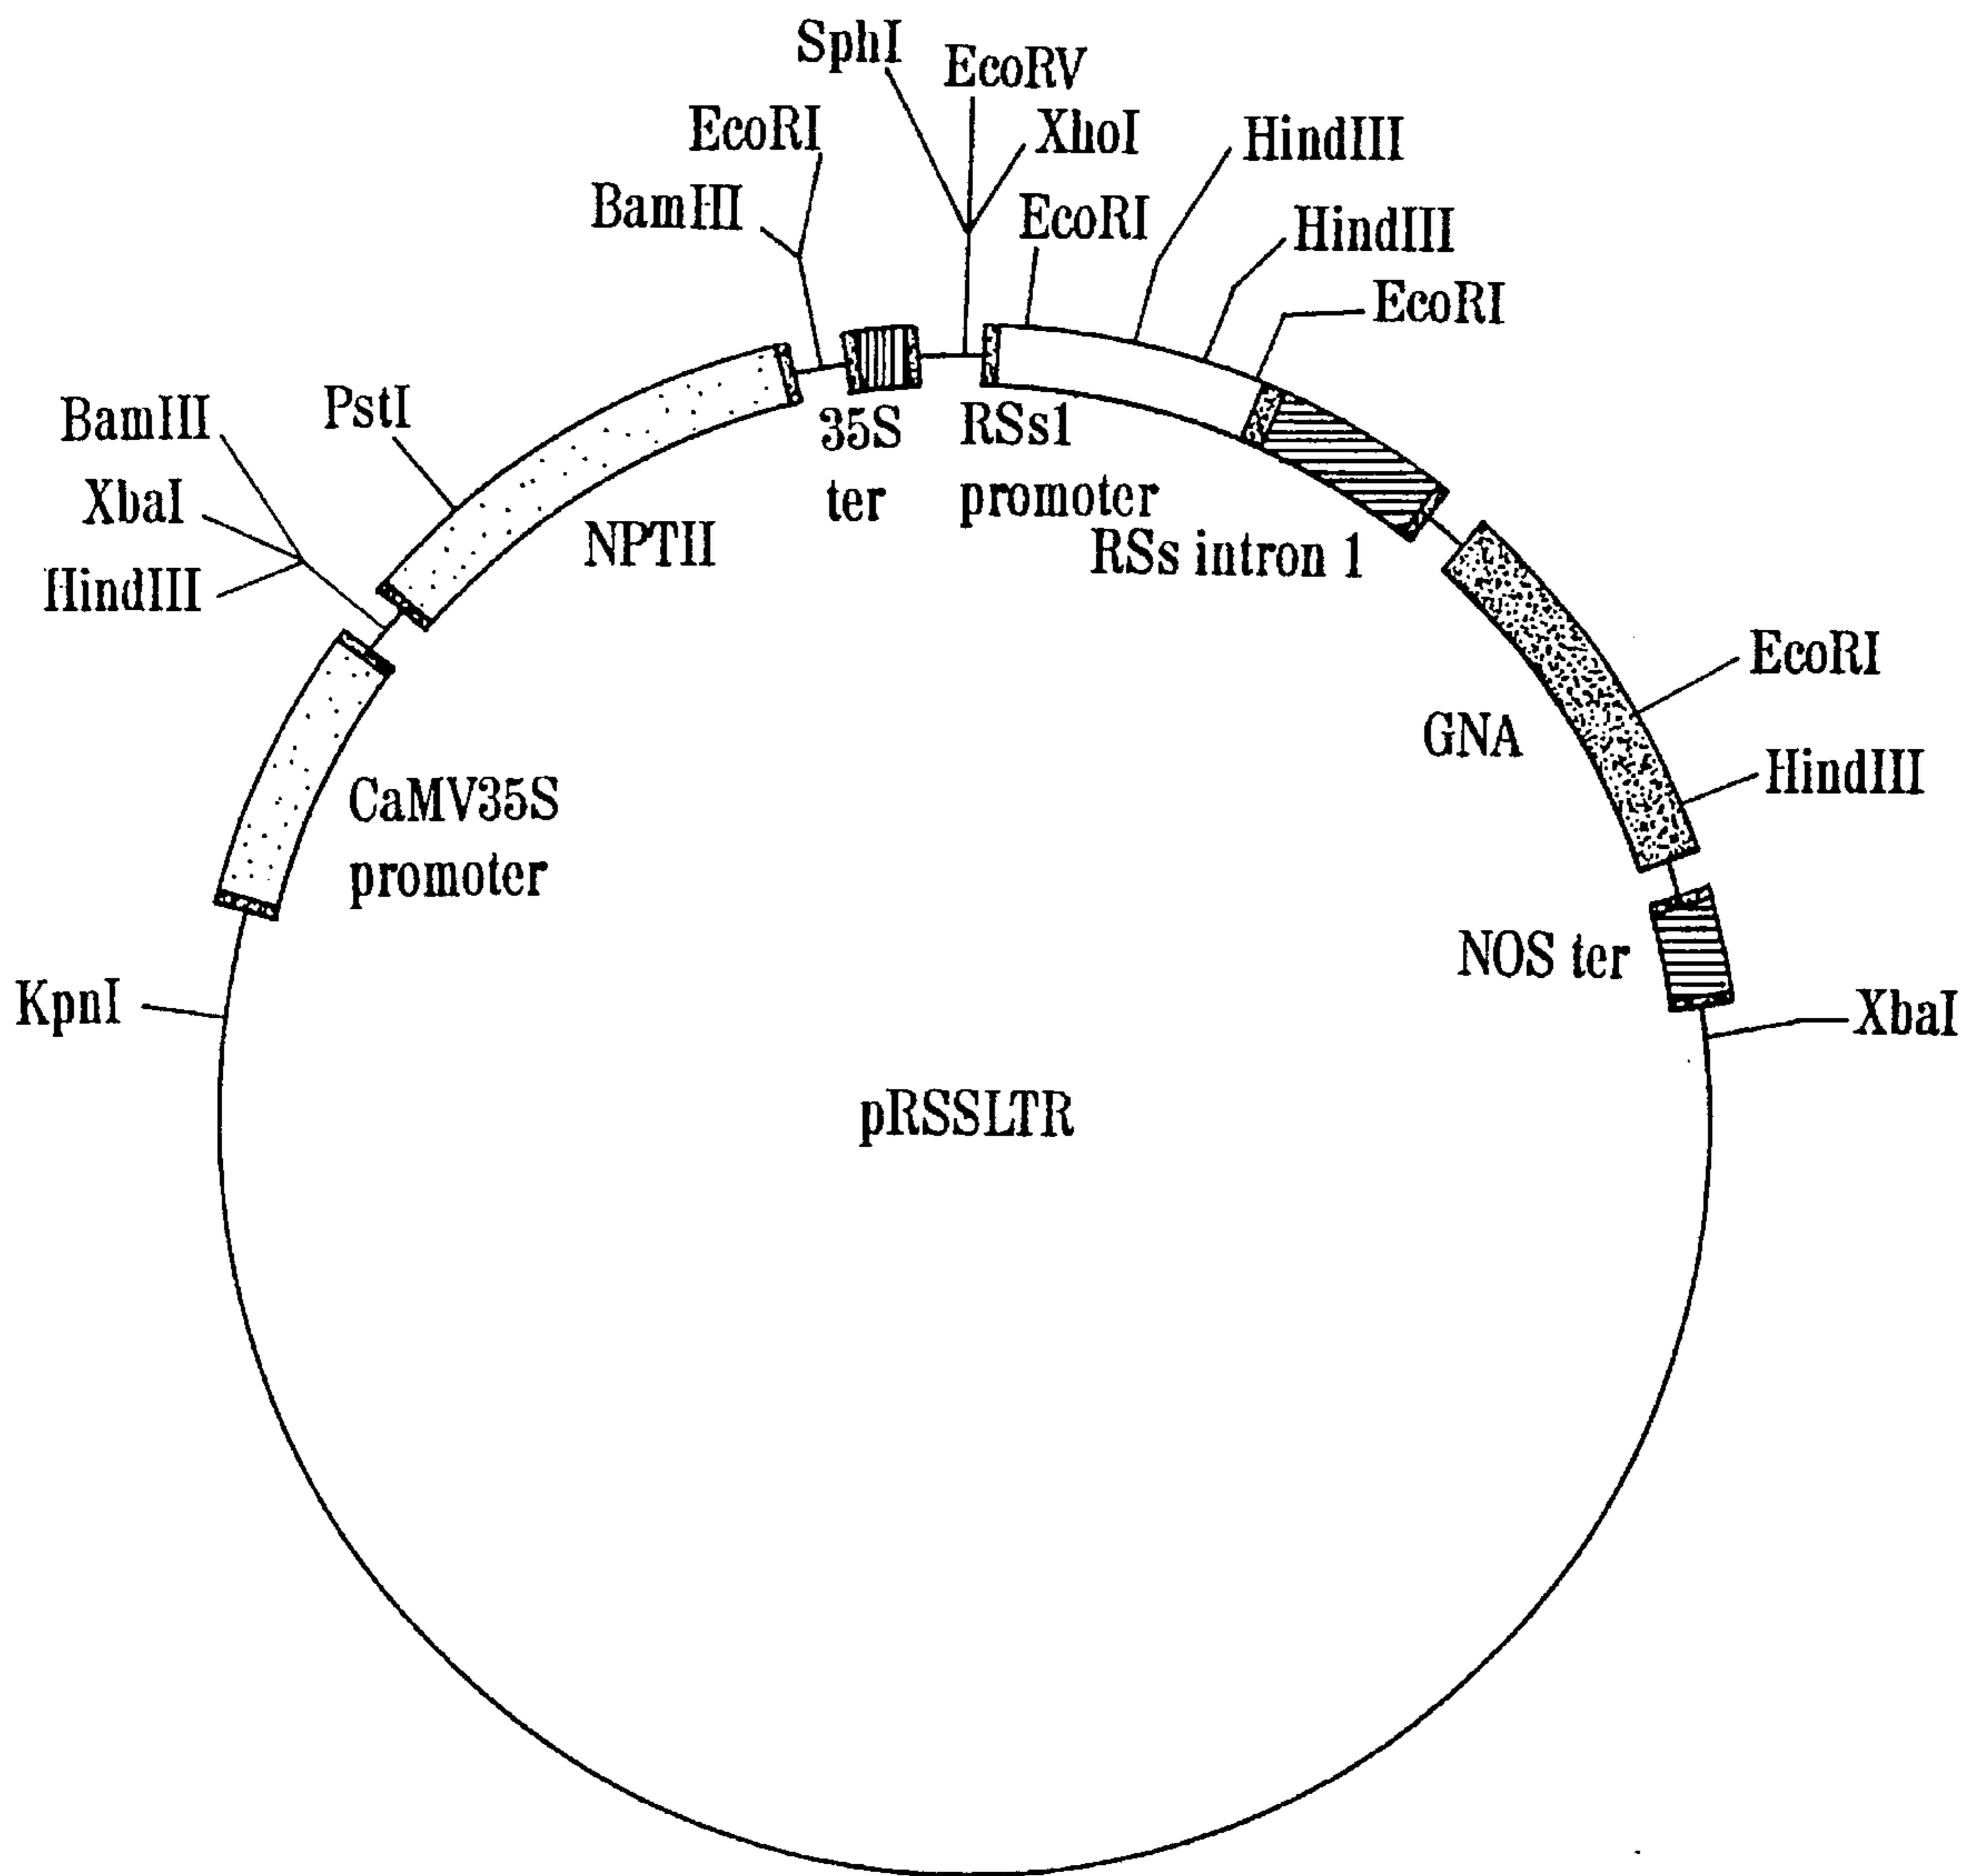 SphI
EcoRV
EcoRI
XhoI
HindIII
BamHI
EcoRI
HindIII
EcoRI
BamHI
PstI
XbaI
HindIII
NPTII
35S
ter
RSs1
promoter
RSs intron 1
EcoRI
GNA
HindIII
CaMV35S
promoter
NOS ter
KpnI
XbaI
pRSSLTR